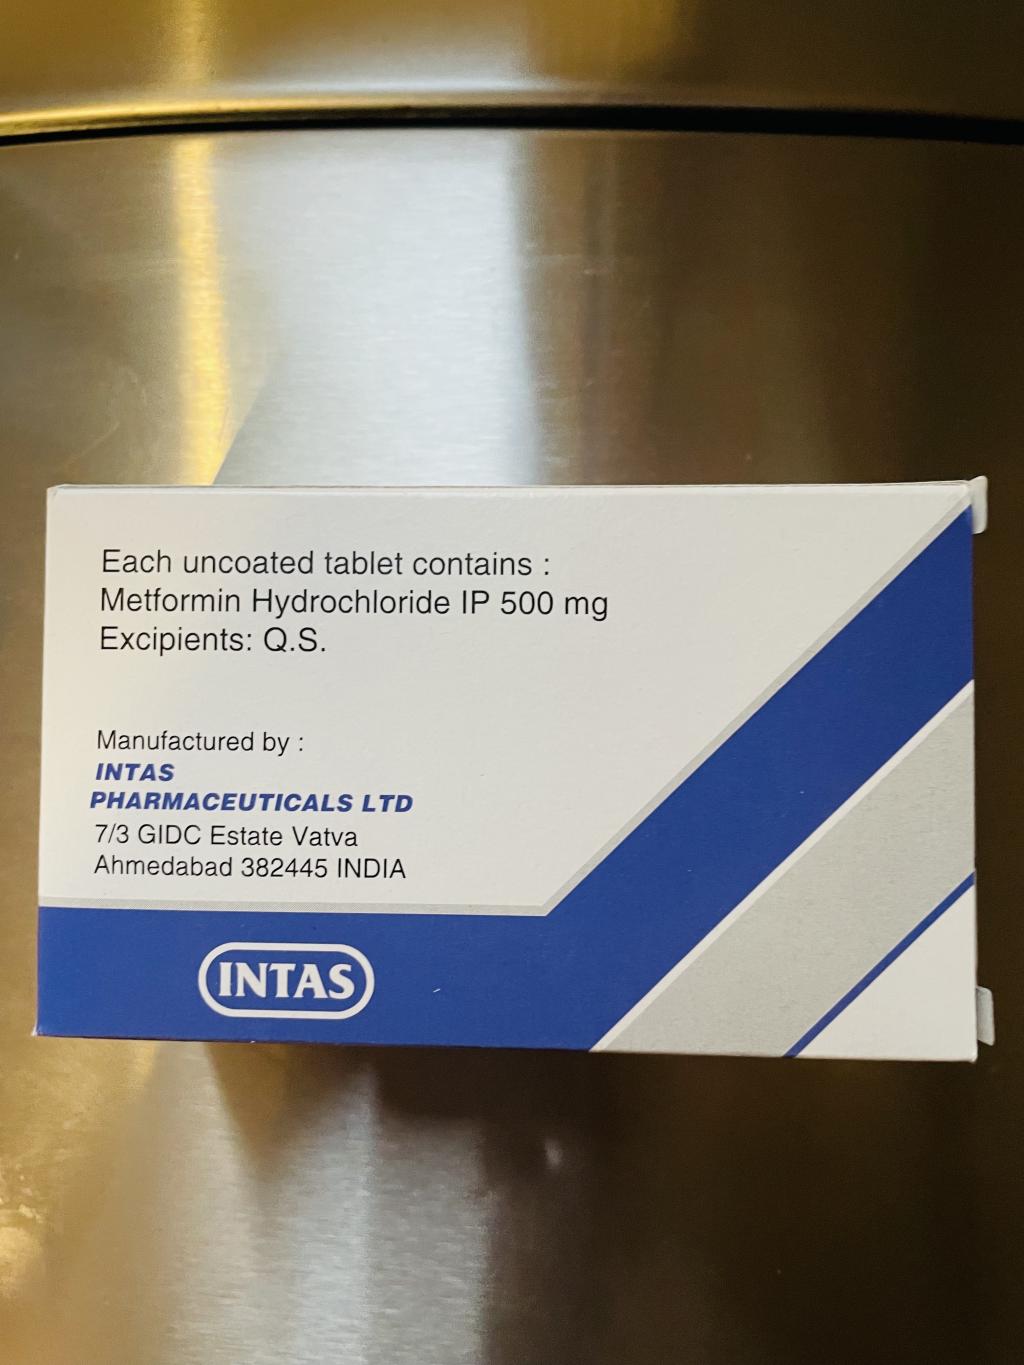 Each uncoated tablet contains :
Metformin Hydrochloride IP 500 mg
Excipients: Q.S.
Manufactured by :
INTAS
PHARMACEUTICALS LTD
7/3 GIDC Estate Vatva
Ahmedabad 382445 INDIA
INTAS